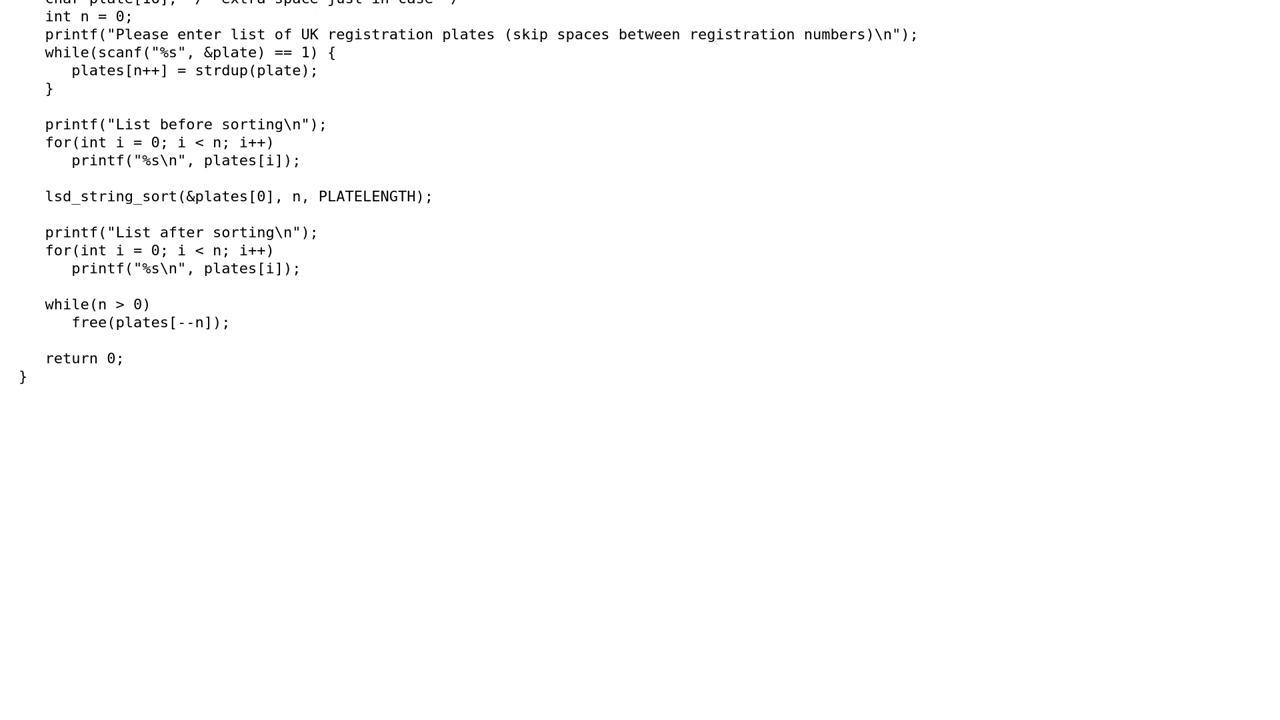 int n = 0;
printf("Please enter list of UK registration plates (skip spaces between registration numbers)\n");
while(scanf("%s", &plate) == 1) {
plates[n++] = strdup(plate);
}
printf("List before sorting\n");
for(int i = 0; i < n; i++)
printf("%s\n", plates[i]);
lsd_string_sort(&plates[0], n, PLATELENGTH);
printf("List after sorting\n");
for(int i = 0; i < n; i++)
printf("%s\n", plates[i]);
while(n > 0)
free(plates[--n]);
return 0;
}